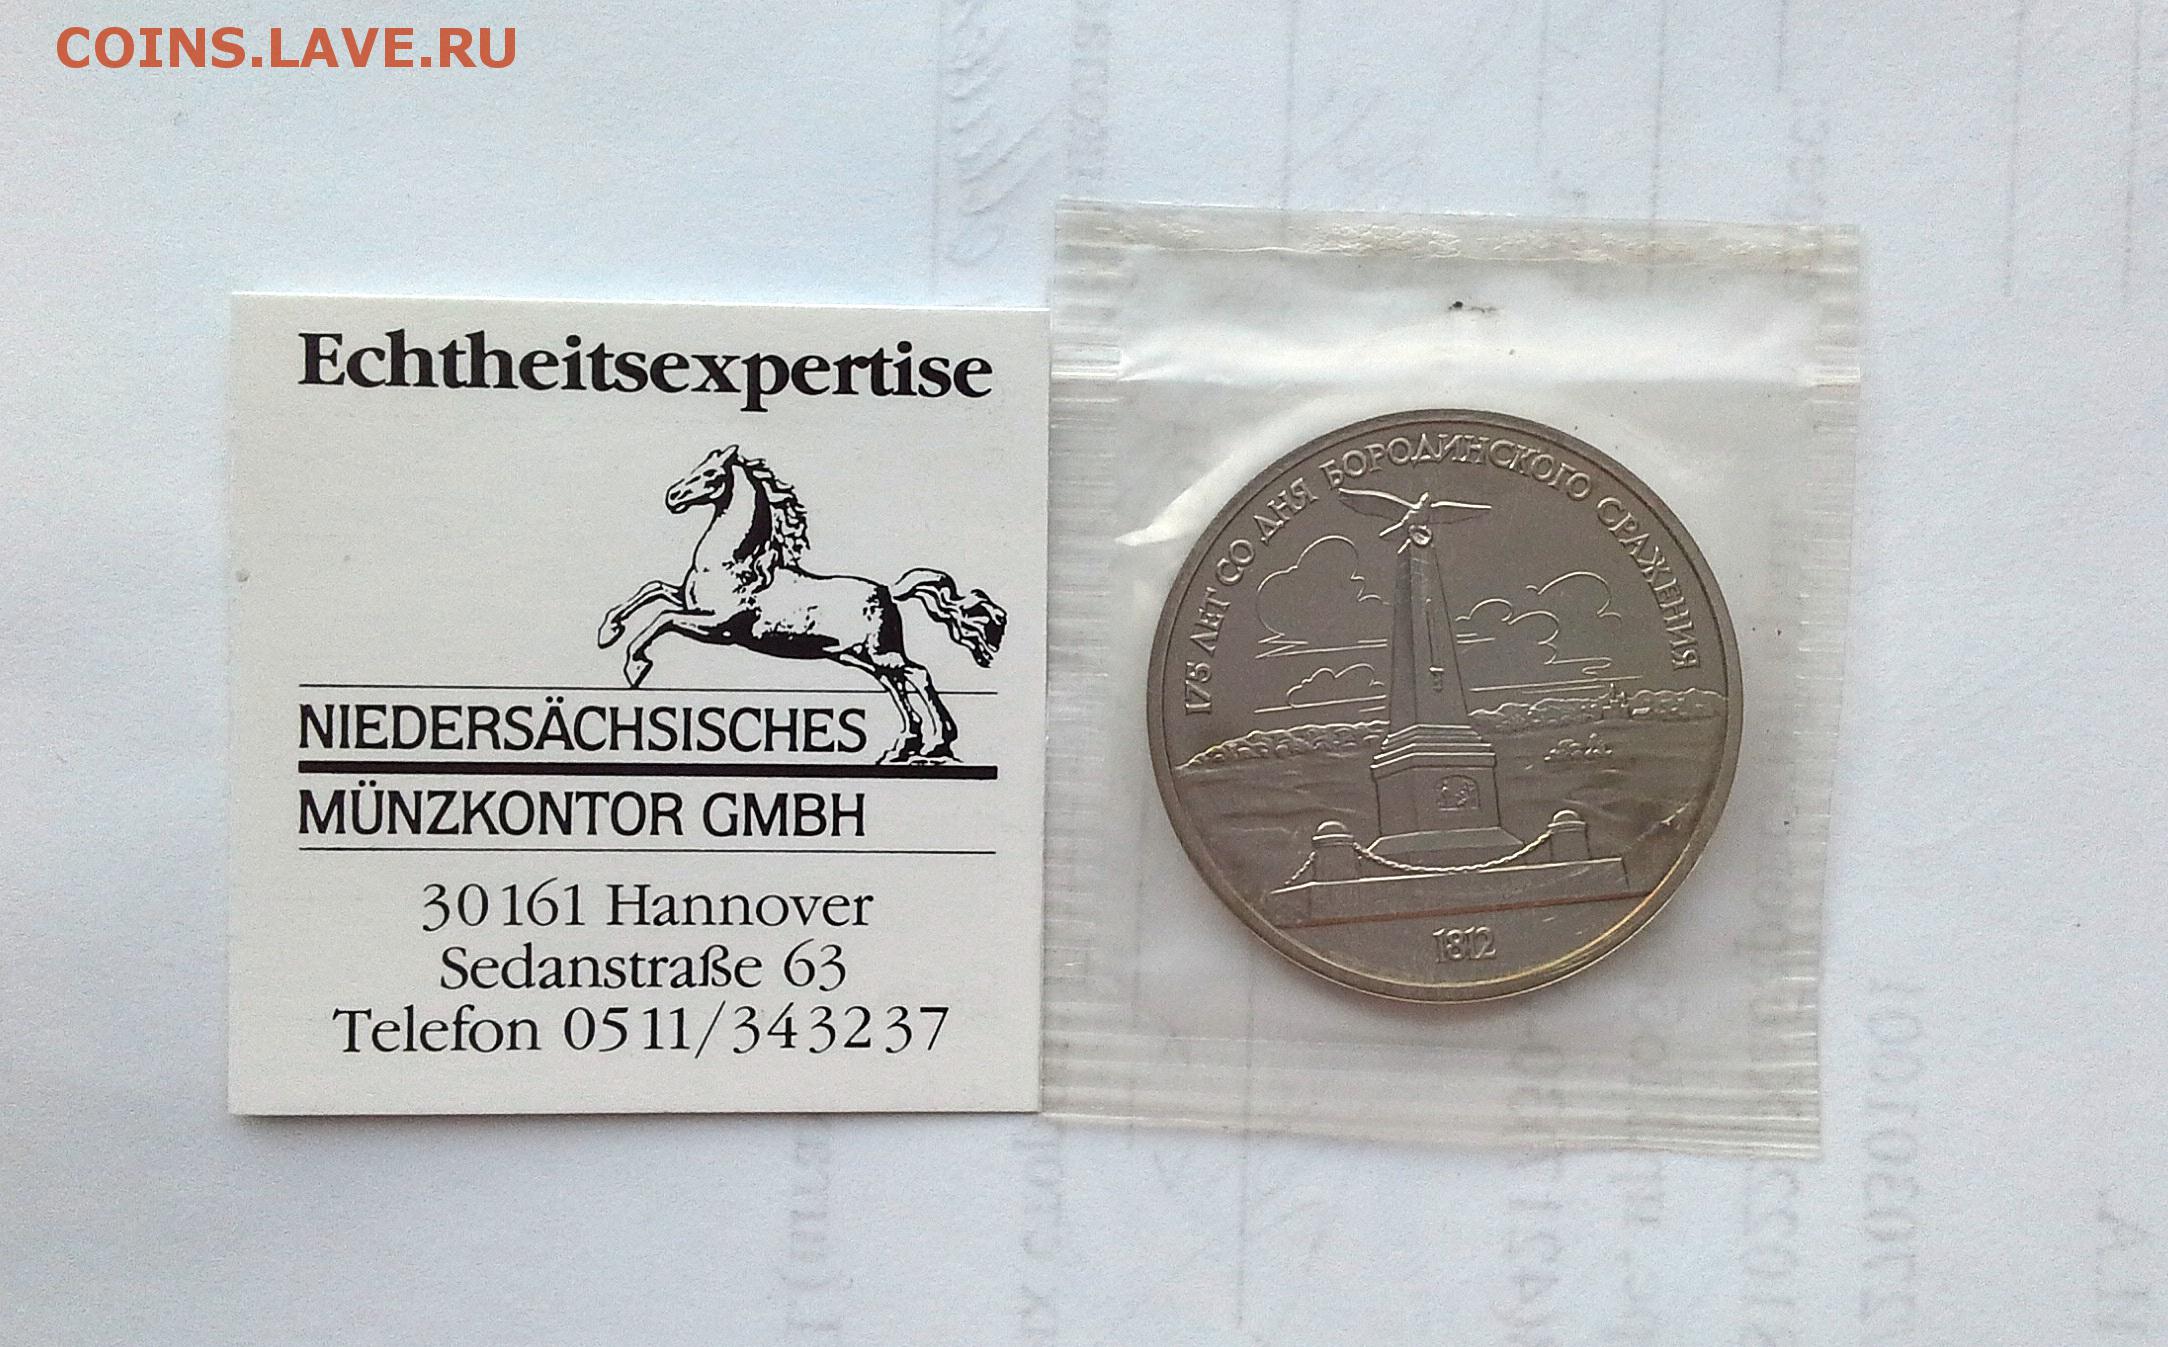 COINS.LAVE.RU
Echtheitsexpertise
NIEDERSÄCHSISCHES
MÜNZKONTOR GMBH
30161 Hannover
Sedanstraße 63
Telefon 0511/343237
175 ЛЕТ СО ДНЯ БОРОДИНСКОГО СРАЖЕНИЯ
1812